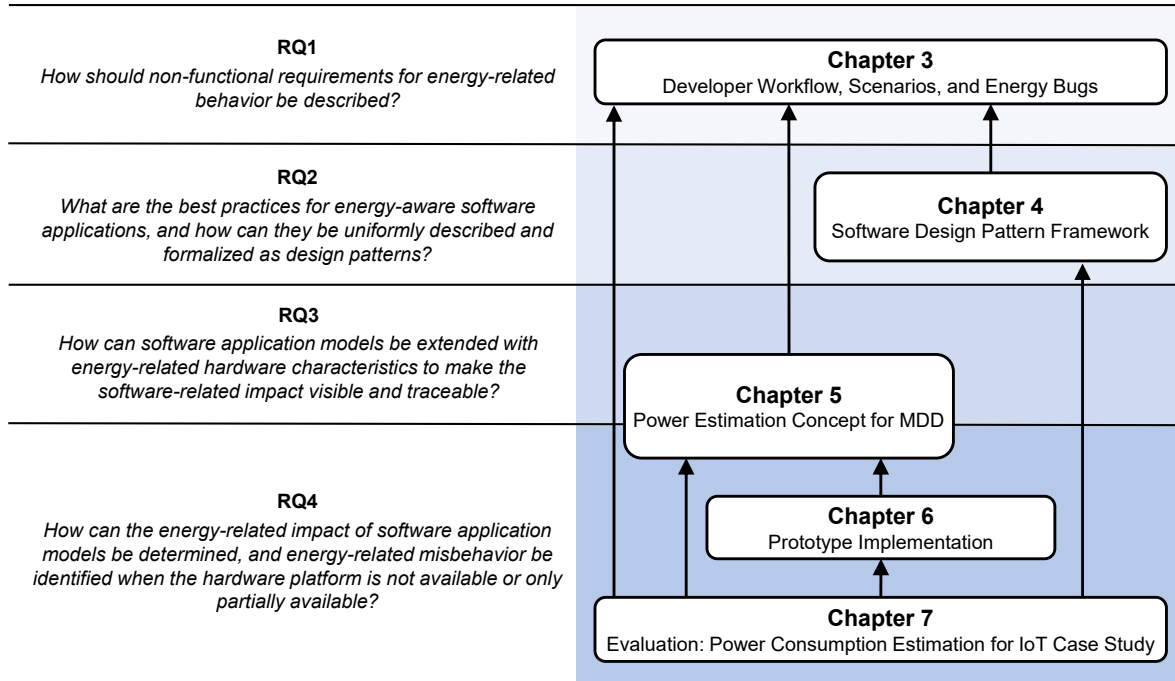 RQ1
How should non-functional requirements for energy-related
behavior be described?
Chapter 3
Developer Workflow, Scenarios, and Energy Bugs
RQ2
What are the best practices for energy-aware software
applications, and how can they be uniformly described and
formalized as design patterns?
Chapter 4
Software Design Pattern Framework
RQ3
How can software application models be extended with
energy-related hardware characteristics to make the
software-related impact visible and traceable?
Chapter 5
Power Estimation Concept for MDD
RQ4
How can the energy-related impact of software application
models be determined, and energy-related misbehavior be
identified when the hardware platform is not available or only
partially available?
Chapter 6
Prototype Implementation
Chapter 7
Evaluation: Power Consumption Estimation for IoT Case Study